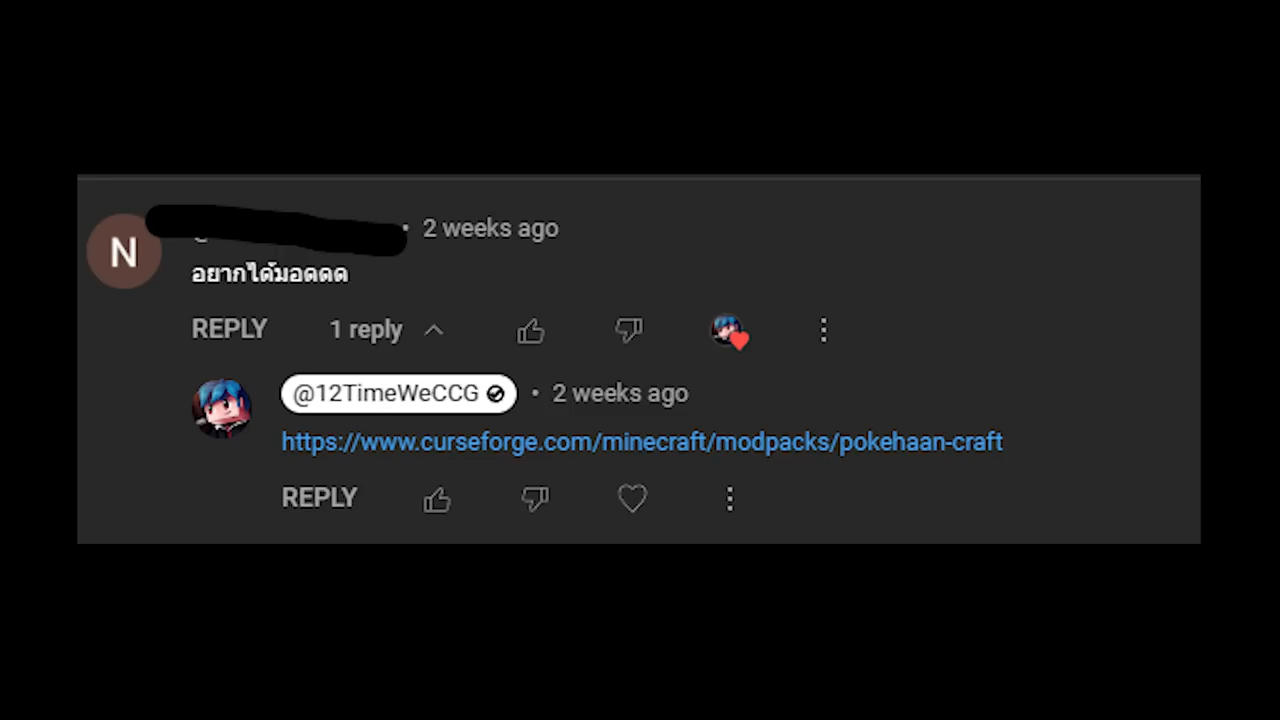 N
• 2 weeks ago
อยากได้มอดดด
REPLY 1 reply
@12TimeWeCCG • 2 weeks ago
https://www.curseforge.com/minecraft/modpacks/pokehaan-craft
REPLY